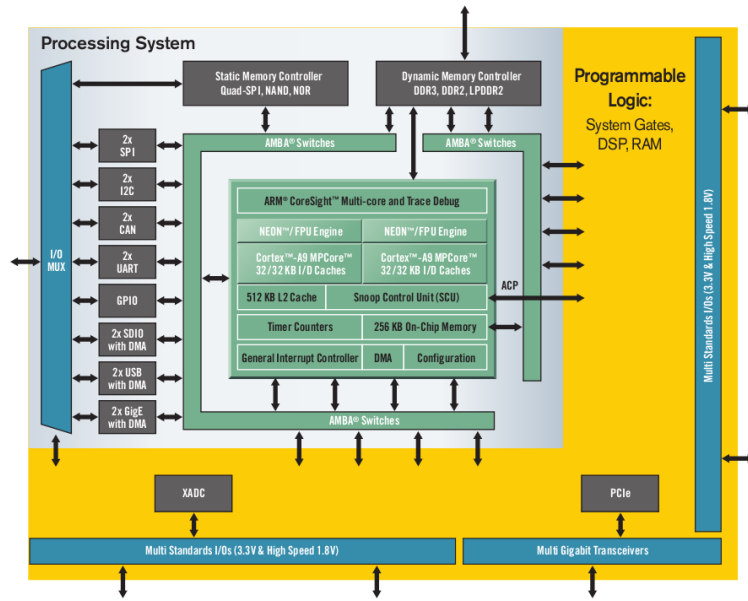 Processing System
Static Memory Controller
Quad-SPI, NAND, NOR
Dynamic Memory Controller
DDR3, DDR2, LPDDR2
Programmable
Logic:
System Gates,
DSP, RAM
AMBA® Switches
AMBA® Switches
2x
SPI
2x
I2C
2x
CAN
2x
UART
GPIO
2x SDIO
with DMA
2x USB
with DMA
2x GigE
with DMA
I/O
MUX
ARM® CoreSight™ Multi-core and Trace Debug
NEON™/FPU Engine
NEON™/FPU Engine
Cortex™-A9 MPCore™
32/32 KB I/D Caches
Cortex™-A9 MPCore™
32/32 KB I/D Caches
512 KB L2 Cache
Snoop Control Unit (SCU)
Timer Counters
256 KB On-Chip Memory
General Interrupt Controller
DMA
Configuration
ACP
AMBA® Switches
Multi Standards I/Os (3.3V & High Speed 1.8V)
XADC
PCIe
Multi Standards I/Os (3.3V & High Speed 1.8V)
Multi Gigabit Transceivers